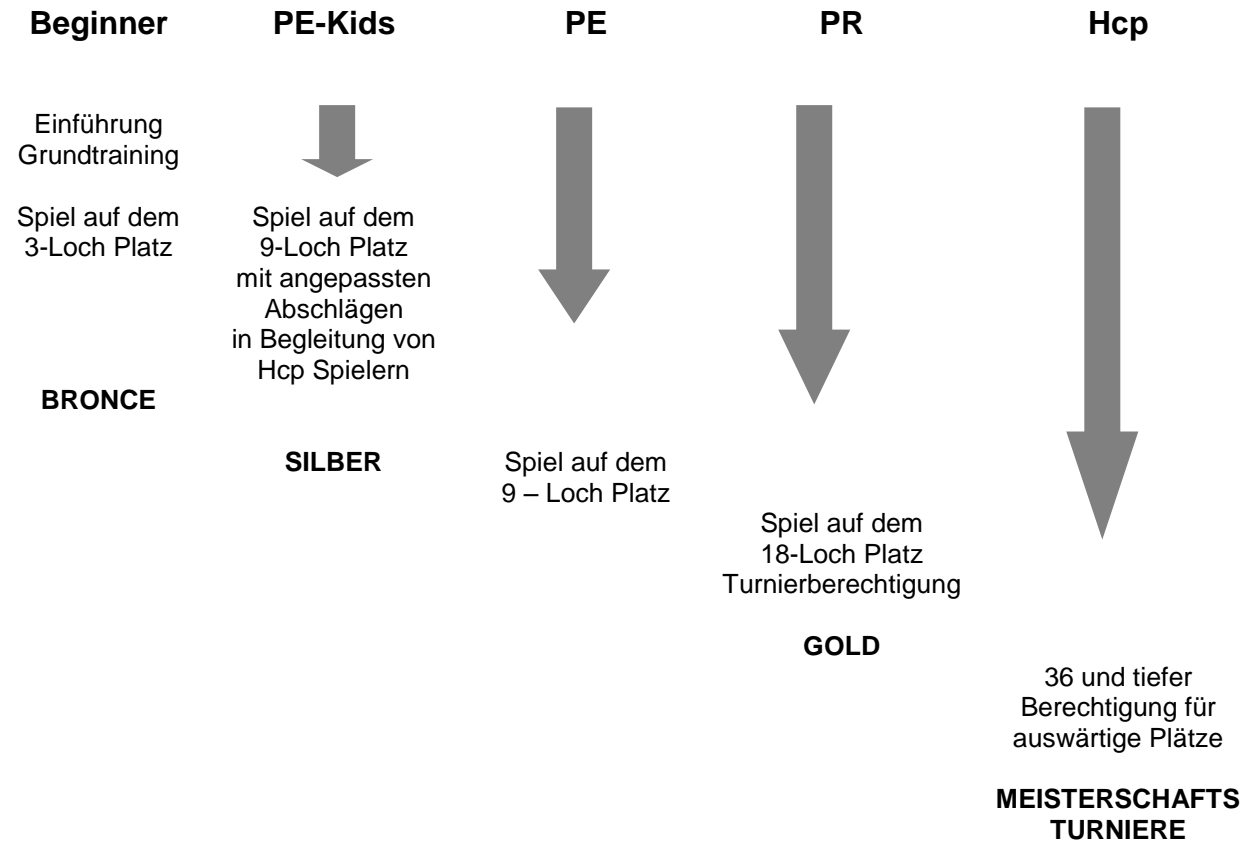 Beginner
PE-Kids
PE
PR
Hcp
Einführung
Grundtraining
Spiel auf dem
3-Loch Platz
BRONCE
Spiel auf dem
9-Loch Platz
mit angepassten
Abschlägen
in Begleitung von
Hcp Spielern
SILBER
Spiel auf dem
9 – Loch Platz
Spiel auf dem
18-Loch Platz
Turnierberechtigung
GOLD
36 und tiefer
Berechtigung für
auswärtige Plätze
MEISTERSCHAFTS
TURNIERE